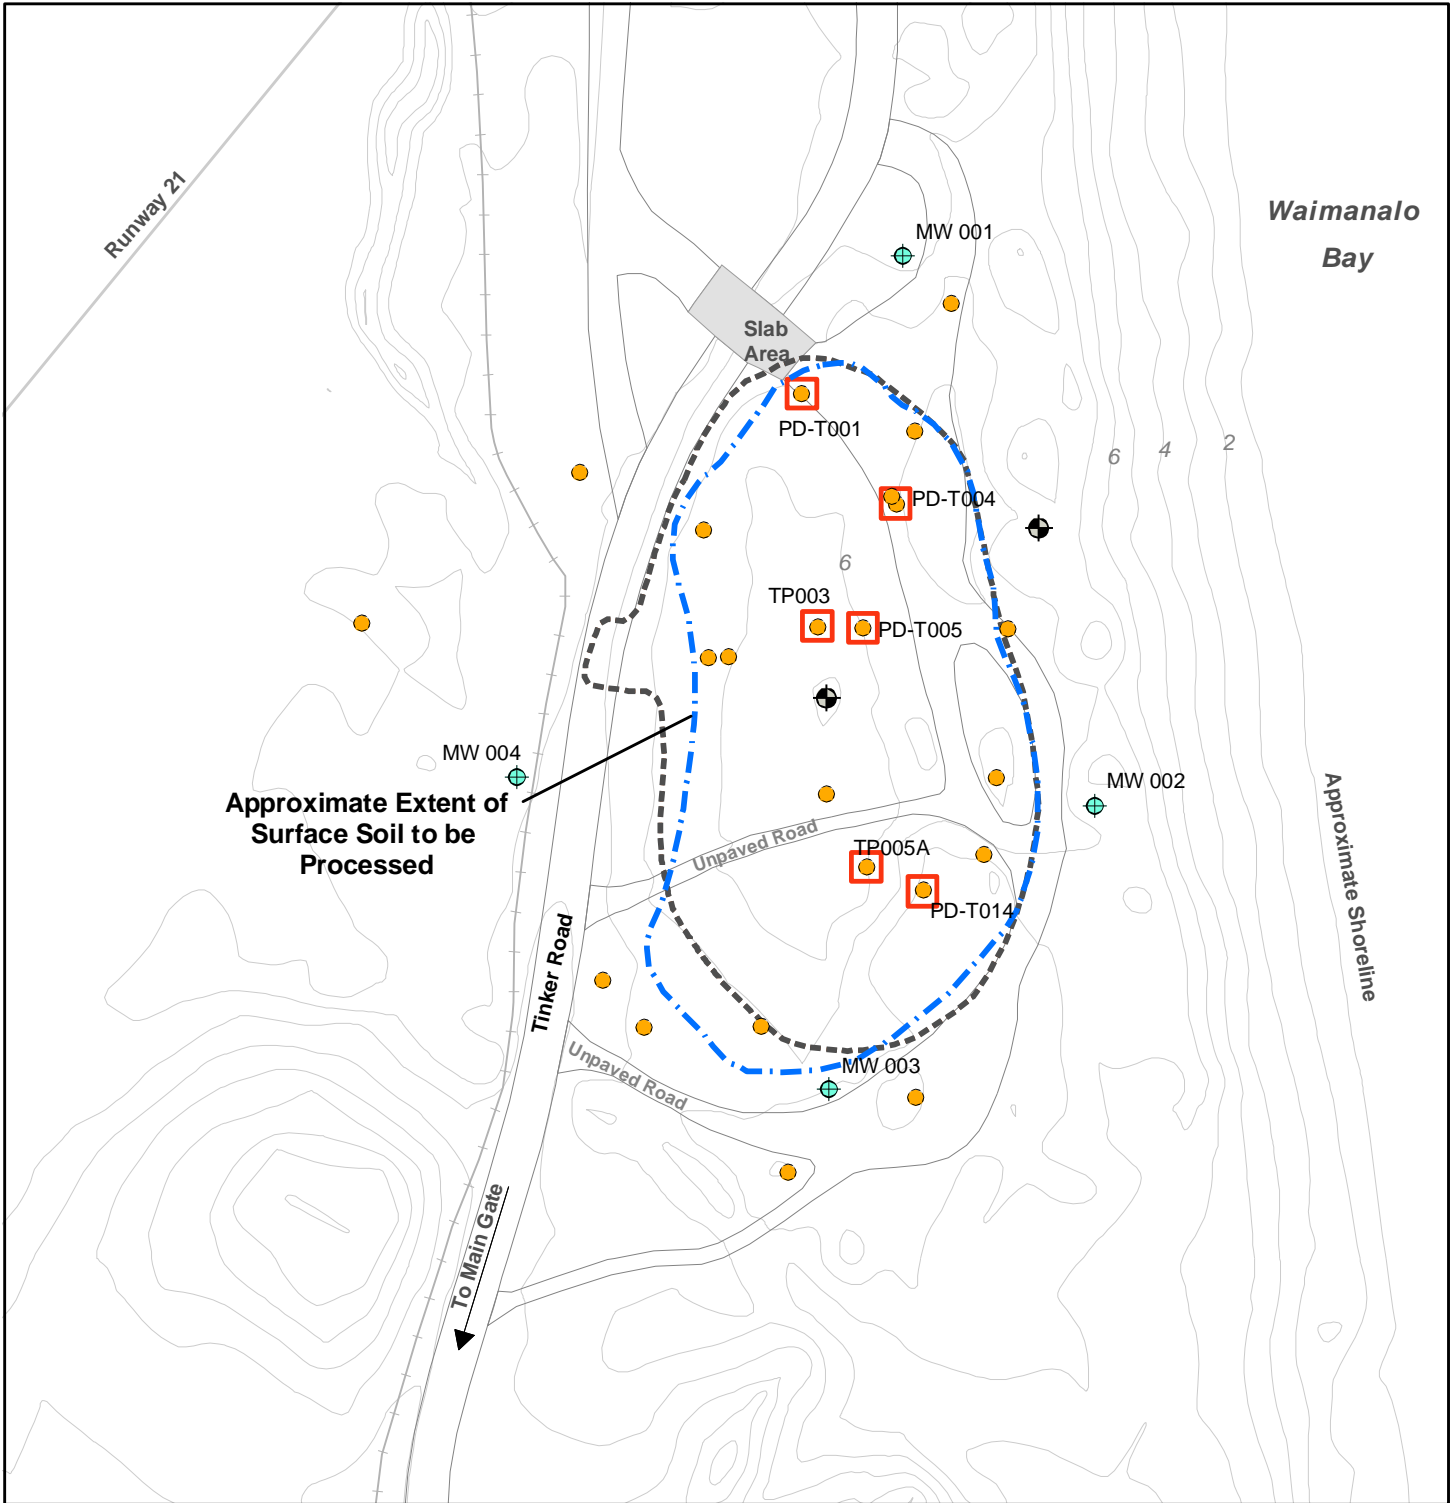 Runway 21
Waimanalo
Bay
MW 001
Slab
Area
PD-T001
6
4
2
PD-T004
6
TP003
PD-T005
MW 004
MW 002
Approximate Extent of
Surface Soil to be
Processed
Approximate Shoreline
Unpaved Road
TP005A
PD-T014
Tinker Road
Unpaved Road
MW 003
To Main Gate